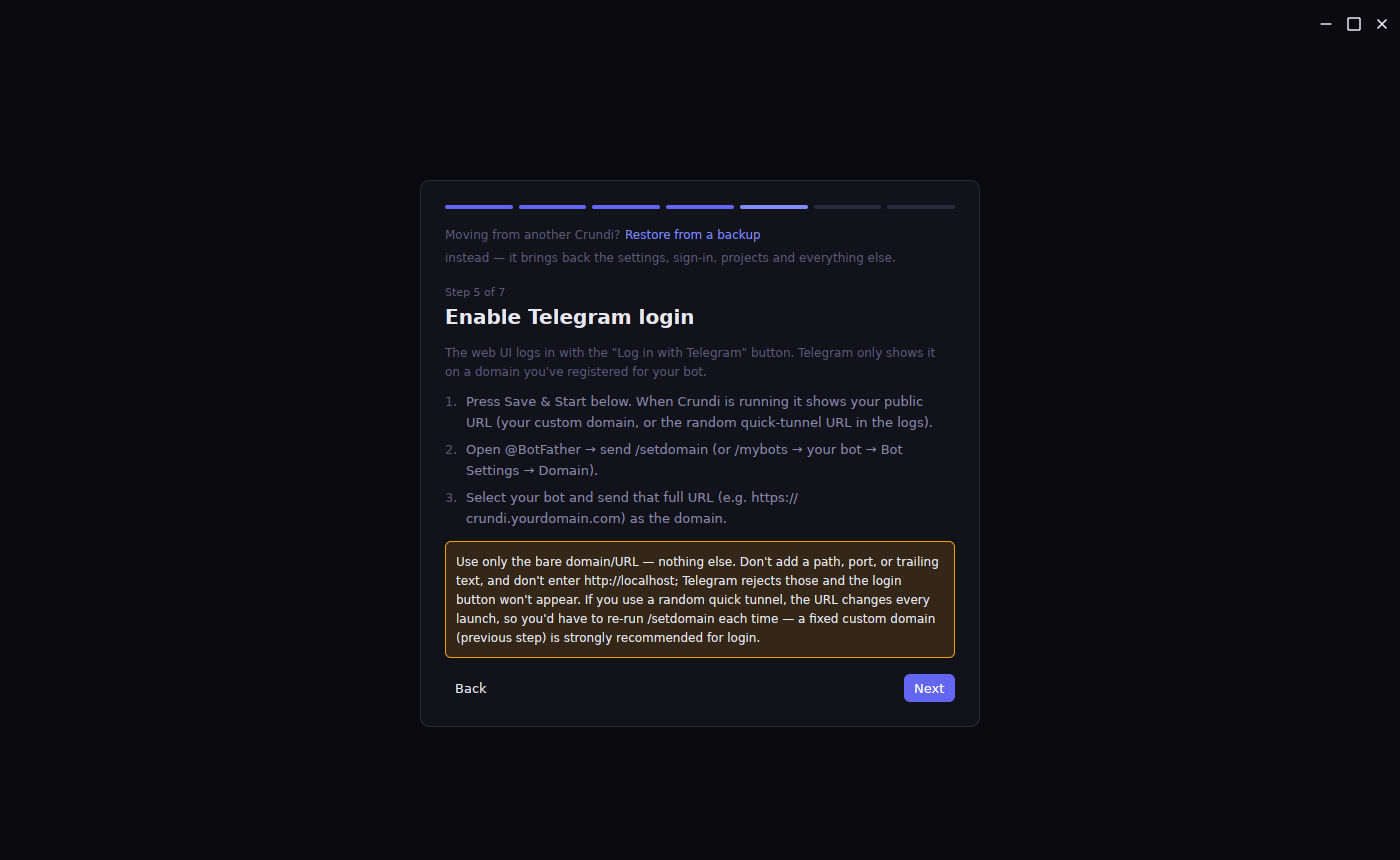 Moving from another Crundi? Restore from a backup
instead — it brings back the settings, sign-in, projects and everything else.
Step 5 of 7
Enable Telegram login
The web UI logs in with the "Log in with Telegram" button. Telegram only shows it
on a domain you've registered for your bot.
1. Press Save & Start below. When Crundi is running it shows your public
URL (your custom domain, or the random quick-tunnel URL in the logs).
2. Open @BotFather → send /setdomain (or /mybots → your bot → Bot
Settings → Domain).
3. Select your bot and send that full URL (e.g. https://
crundi.yourdomain.com) as the domain.
Use only the bare domain/URL — nothing else. Don't add a path, port, or trailing
text, and don't enter http://localhost; Telegram rejects those and the login
button won't appear. If you use a random quick tunnel, the URL changes every
launch, so you'd have to re-run /setdomain each time — a fixed custom domain
(previous step) is strongly recommended for login.
Back
Next